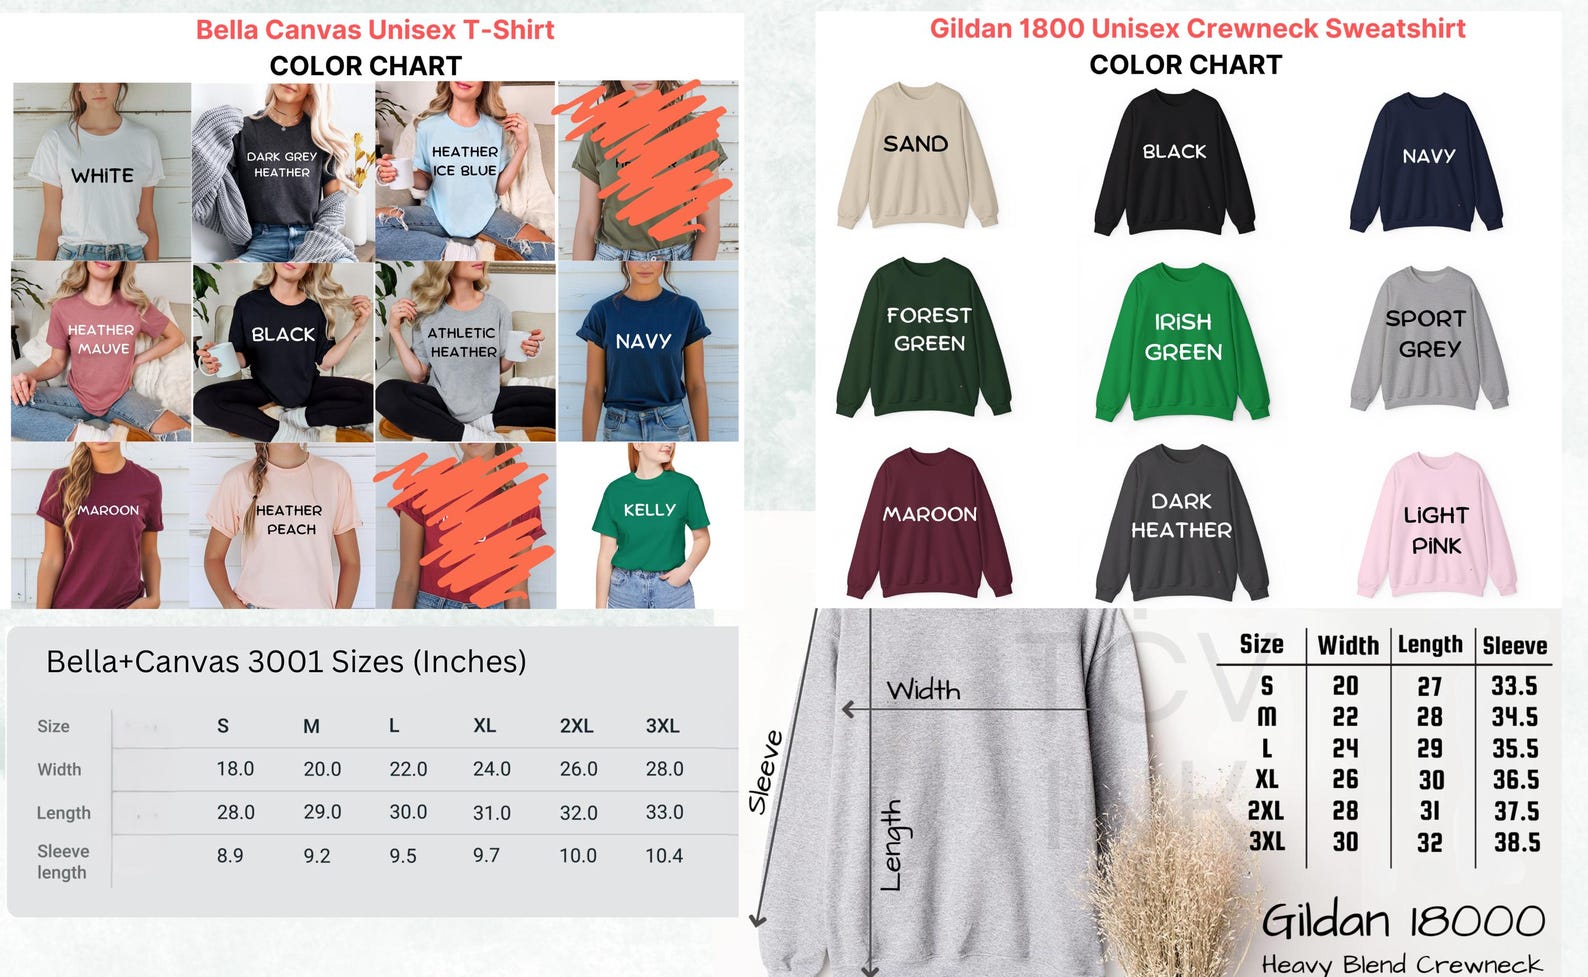 Bella Canvas Unisex T-Shirt
COLOR CHART
WHiTE
DARK GREY
HEATHER
HEATHER
ICE BLUE
HEATHER
MAUVE
BLACK
ATHLETiC
HEATHER
NAVY
MAROON
HEATHER
PEACH
KELLY
Bella+Canvas 3001 Sizes (Inches)
Size S M L XL 2XL 3XL
Width 18.0 20.0 22.0 24.0 26.0 28.0
Length 28.0 29.0 30.0 31.0 32.0 33.0
Sleeve
length 8.9 9.2 9.5 9.7 10.0 10.4
Gildan 1800 Unisex Crewneck Sweatshirt
COLOR CHART
SAND
BLACK
NAVY
FOREST
GREEN
IRiSH
GREEN
SPORT
GREY
MAROON
DARK
HEATHER
LiGHT
PiNK
Width
Sleeve
Length
Size Width Length Sleeve
S 20 27 33.5
M 22 28 34.5
L 24 29 35.5
XL 26 30 36.5
2XL 28 31 37.5
3XL 30 32 38.5
Gildan 18000
Heavy Blend Crewneck